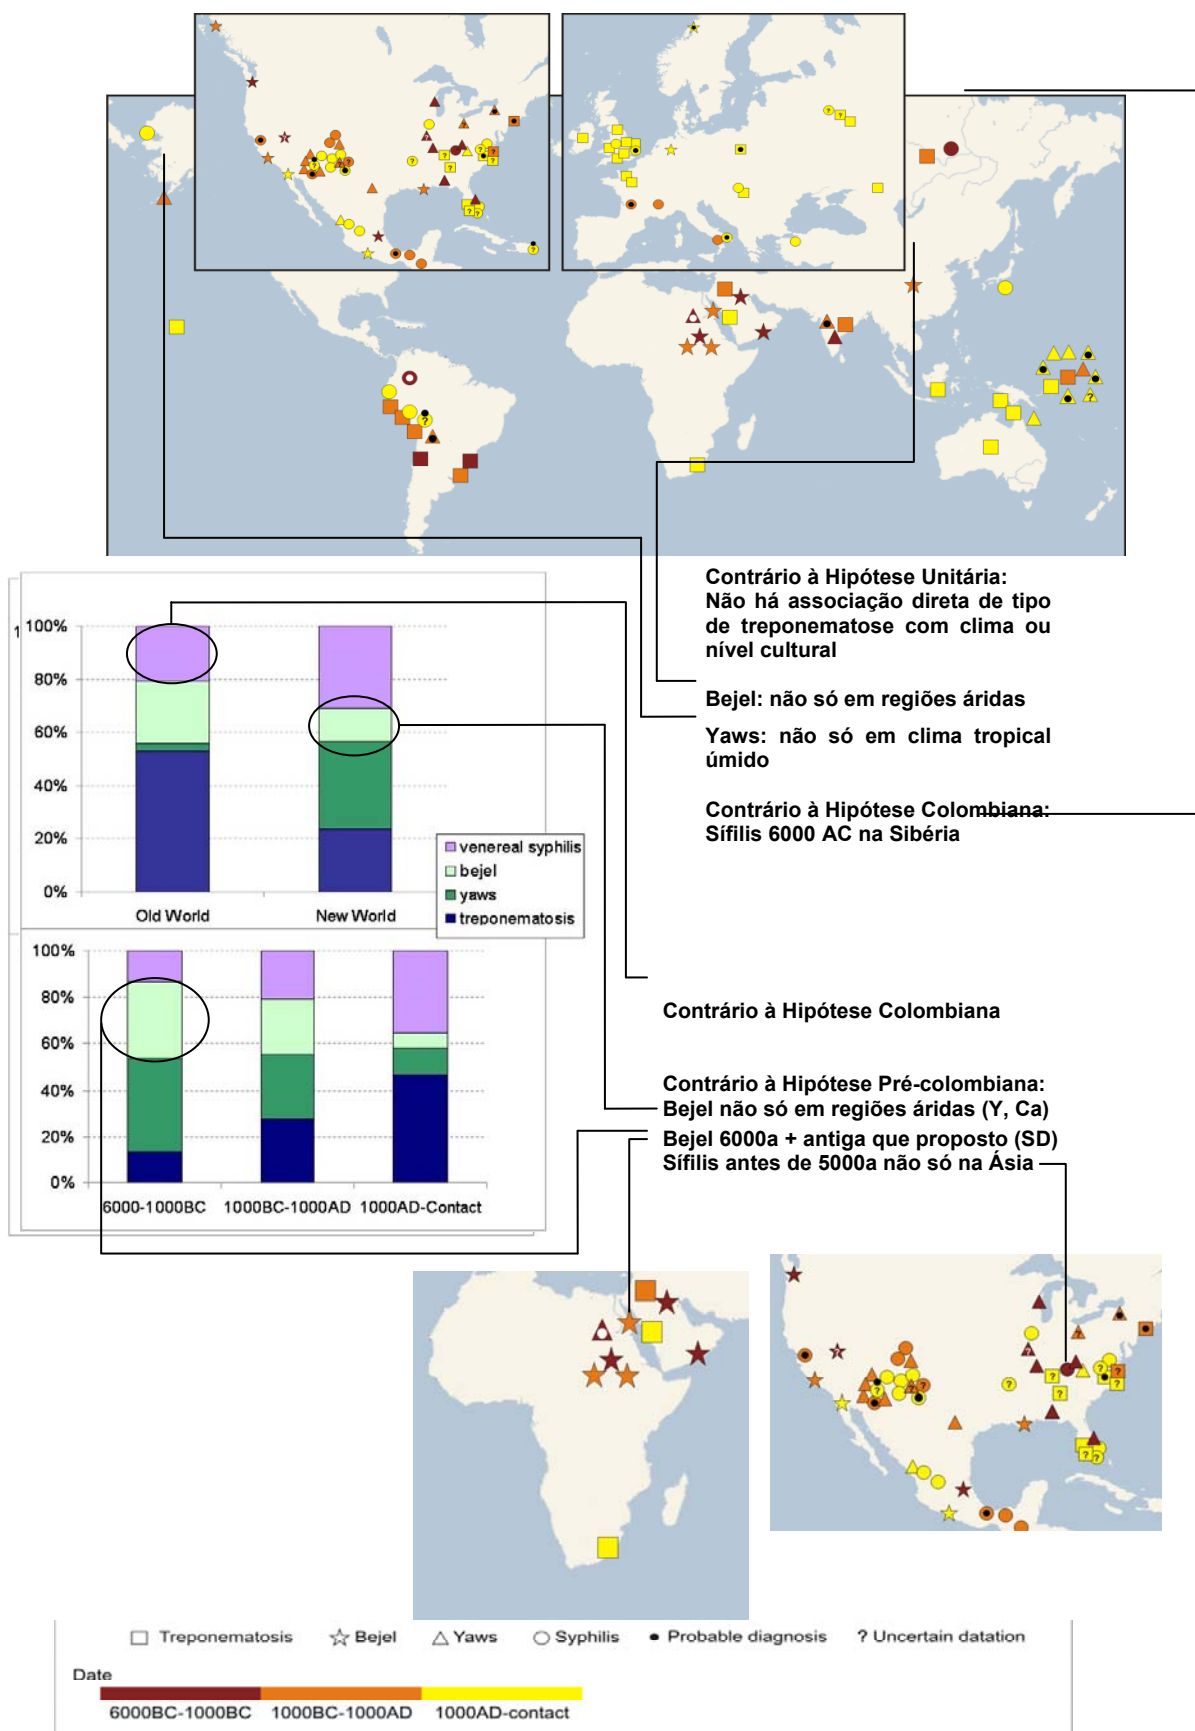 Contrário à Hipótese Unitária:
Não há associação direta de tipo
de treponematose com clima ou
nível cultural
Bejel: não só em regiões áridas
Yaws: não só em clima tropical
úmido
Contrário à Hipótese Colombiana:
Sífilis 6000 AC na Sibéria
1
100%
80%
60%
40%
20%
0%
Old World
New World
venereal syphilis
bejel
yaws
treponematosis
100%
80%
60%
40%
20%
0%
6000-1000BC
1000BC-1000AD
1000AD-Contact
Contrário à Hipótese Colombiana
Contrário à Hipótese Pré-colombiana:
Bejel não só em regiões áridas (Y, Ca)
Bejel 6000a + antiga que proposto (SD)
Sífilis antes de 5000a não só na Ásia
Treponematosis Bejel Yaws Syphilis Probable diagnosis ? Uncertain datation
Date
6000BC-1000BC 1000BC-1000AD 1000AD-contact